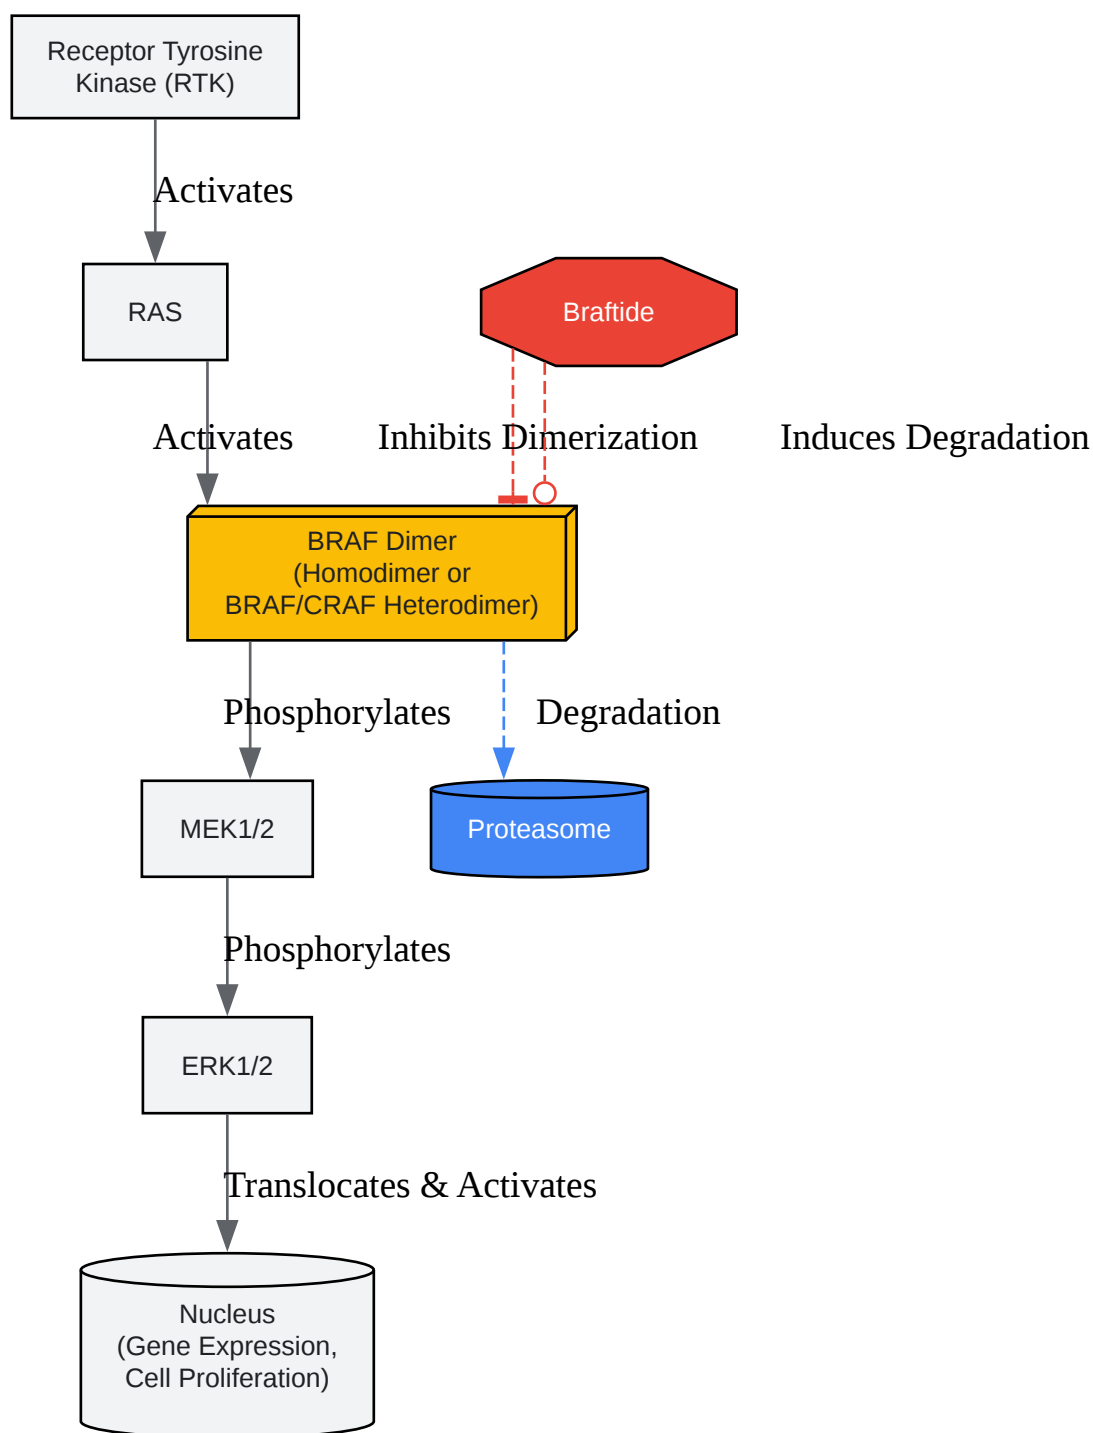 Receptor Tyrosine
Kinase (RTK)
Activates
RAS
Braftide
Activates
Inhibits Dimerization
Induces Degradation
BRAF Dimer
(Homodimer or
BRAF/CRAF Heterodimer)
Phosphorylates
Degradation
MEK1/2
Proteasome
Phosphorylates
ERK1/2
Translocates & Activates
Nucleus
(Gene Expression,
Cell Proliferation)